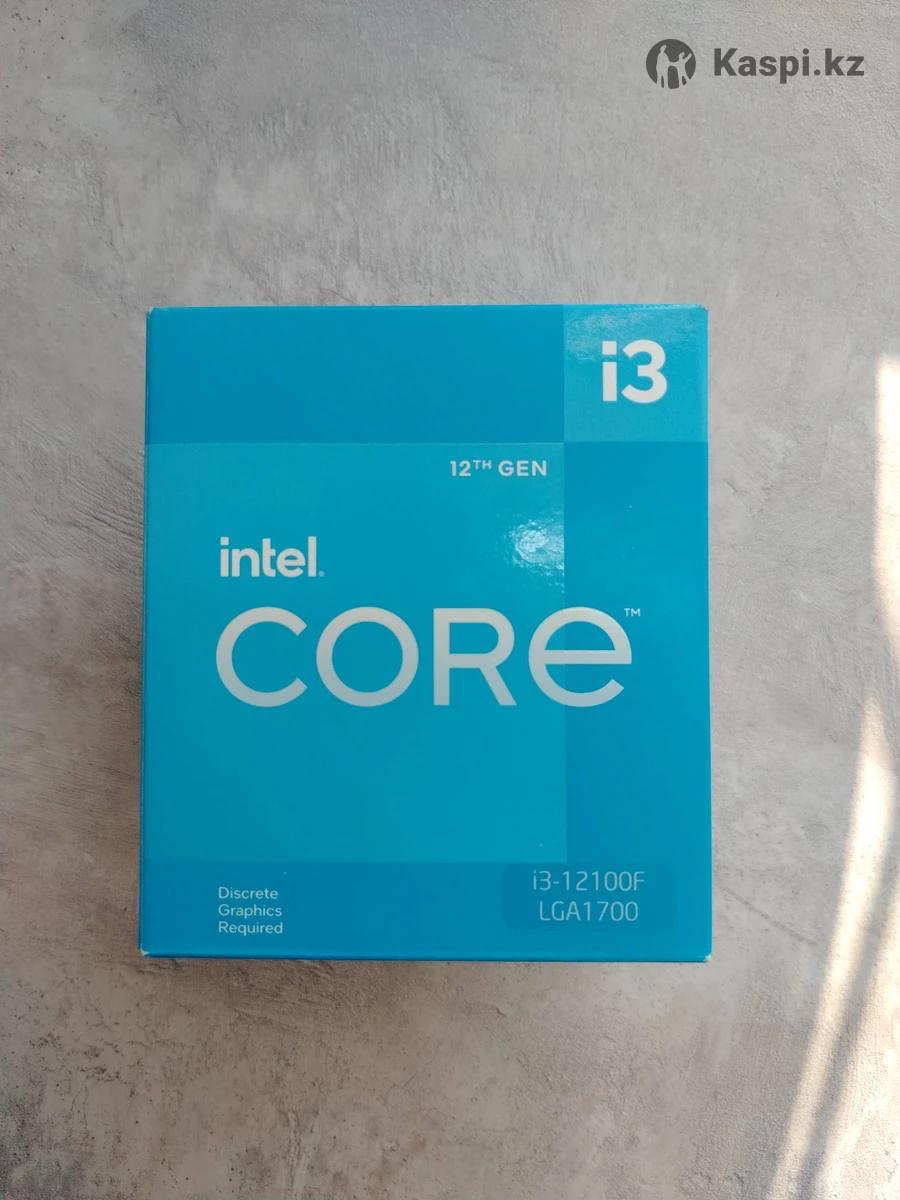 Kaspi.kz
i3
12TH GEN
intel.
CORE™
Discrete
Graphics
Required
i3-12100F
LGA1700